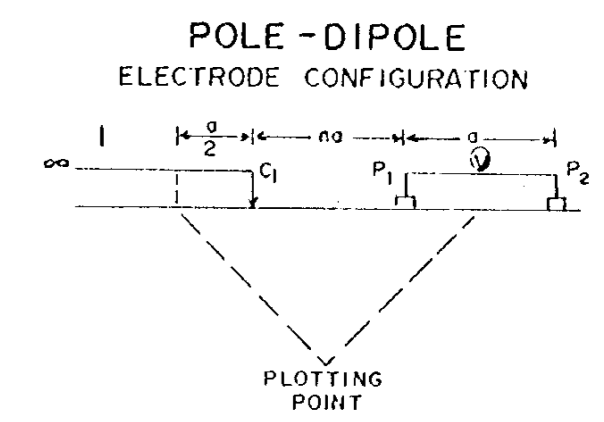 POLE-DIPOLE
ELECTRODE CONFIGURATION
I
a
2
na
a
∞
C1
P1
V
P2
PLOTTING
POINT